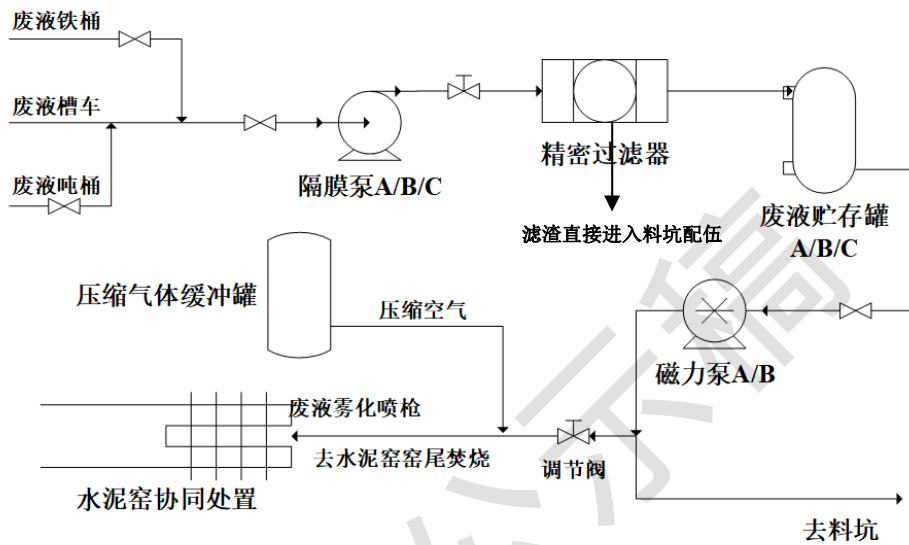 废液铁桶
废液槽车
废液吨桶
隔膜泵A/B/C
精密过滤器
滤渣直接进入料坑配伍
废液贮存罐
A/B/C
压缩气体缓冲罐
压缩空气
磁力泵A/B
废液雾化喷枪
去水泥窑窑尾焚烧
调节阀
水泥窑协同处置
去料坑
公示稿